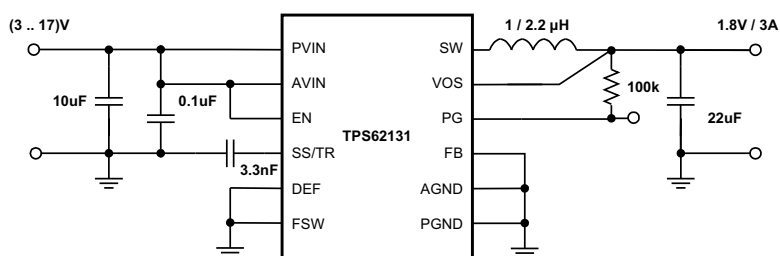 (3 .. 17)V
1 / 2.2 µH
1.8V / 3A
PVIN
SW
AVIN
VOS
10uF
0.1uF
100k
EN
PG
22uF
TPS62131
SS/TR
FB
3.3nF
DEF
AGND
FSW
PGND